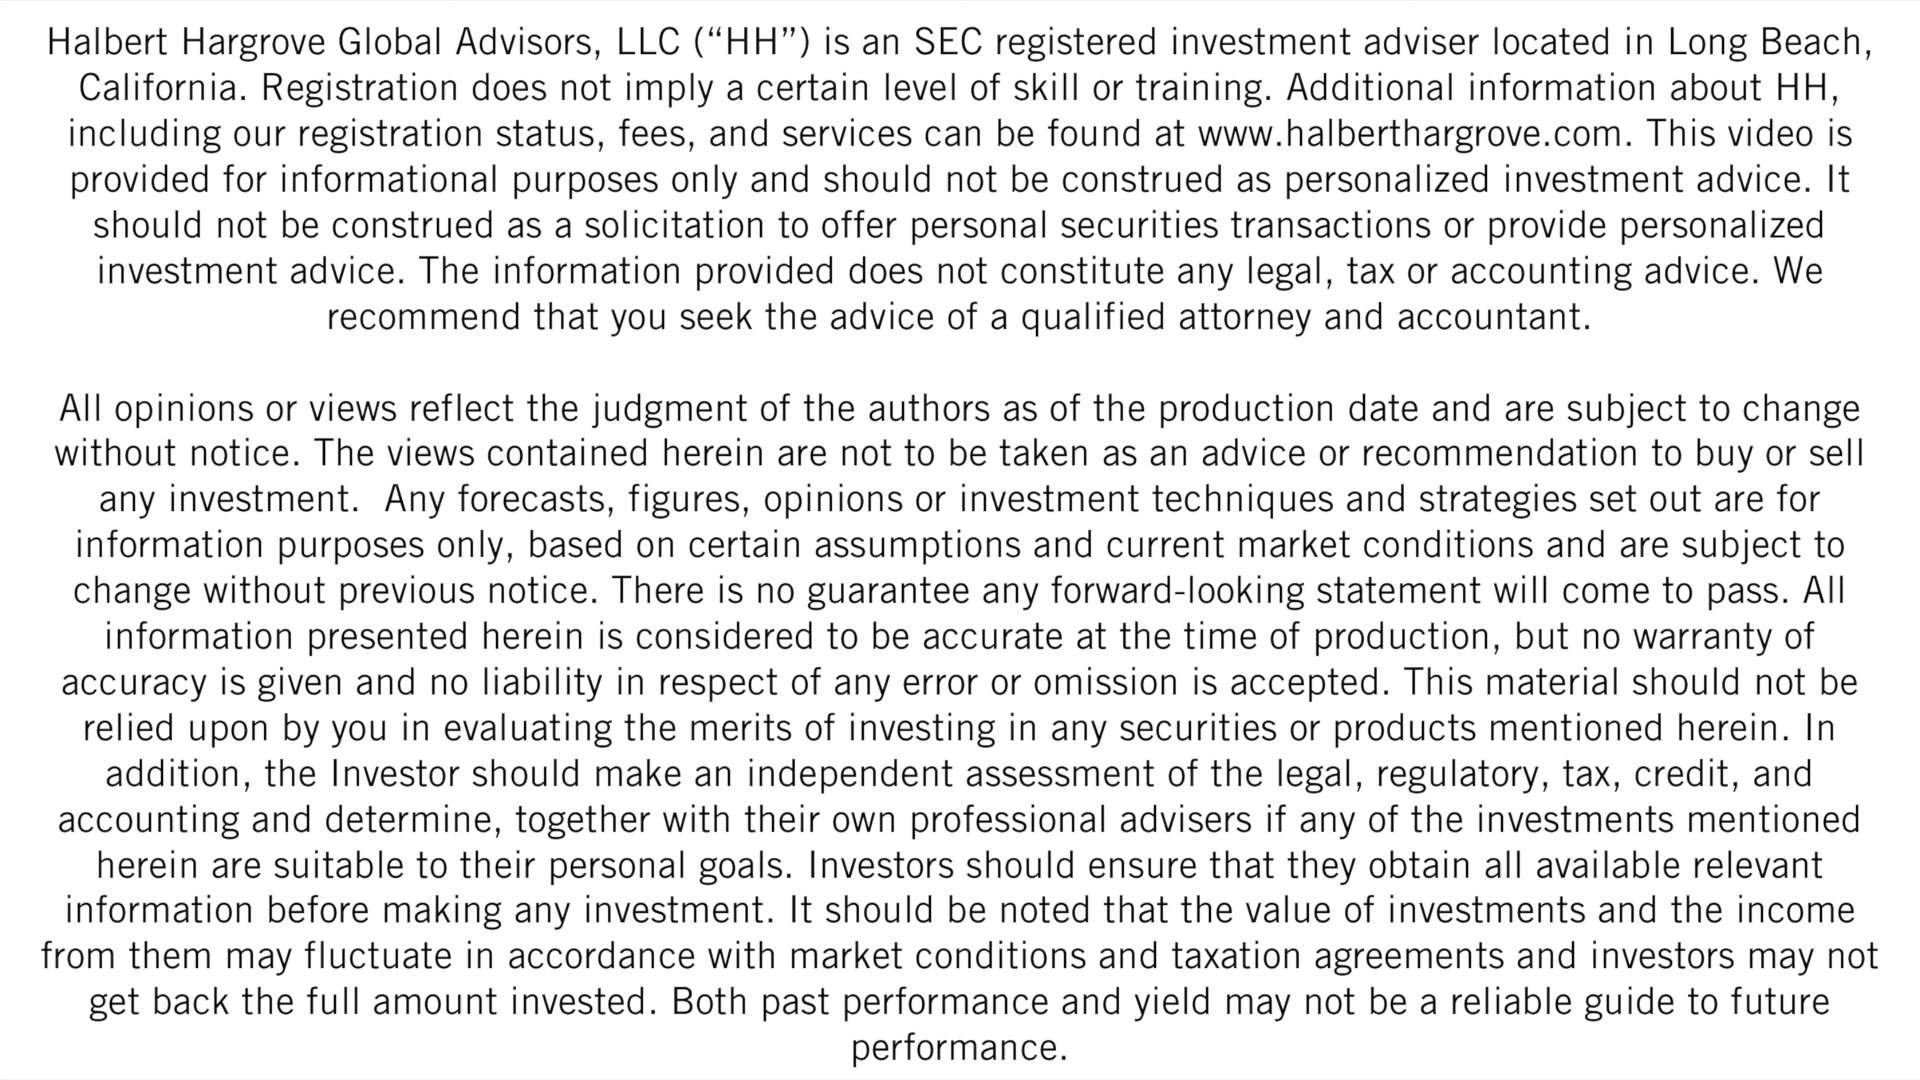 Halbert Hargrove Global Advisors, LLC (“HH”) is an SEC registered investment adviser located in Long Beach,
California. Registration does not imply a certain level of skill or training. Additional information about HH,
including our registration status, fees, and services can be found at www.halberthargrove.com. This video is
provided for informational purposes only and should not be construed as personalized investment advice. It
should not be construed as a solicitation to offer personal securities transactions or provide personalized
investment advice. The information provided does not constitute any legal, tax or accounting advice. We
recommend that you seek the advice of a qualified attorney and accountant.
All opinions or views reflect the judgment of the authors as of the production date and are subject to change
without notice. The views contained herein are not to be taken as an advice or recommendation to buy or sell
any investment.  Any forecasts, figures, opinions or investment techniques and strategies set out are for
information purposes only, based on certain assumptions and current market conditions and are subject to
change without previous notice. There is no guarantee any forward-looking statement will come to pass. All
information presented herein is considered to be accurate at the time of production, but no warranty of
accuracy is given and no liability in respect of any error or omission is accepted. This material should not be
relied upon by you in evaluating the merits of investing in any securities or products mentioned herein. In
addition, the Investor should make an independent assessment of the legal, regulatory, tax, credit, and
accounting and determine, together with their own professional advisers if any of the investments mentioned
herein are suitable to their personal goals. Investors should ensure that they obtain all available relevant
information before making any investment. It should be noted that the value of investments and the income
from them may fluctuate in accordance with market conditions and taxation agreements and investors may not
get back the full amount invested. Both past performance and yield may not be a reliable guide to future
performance.